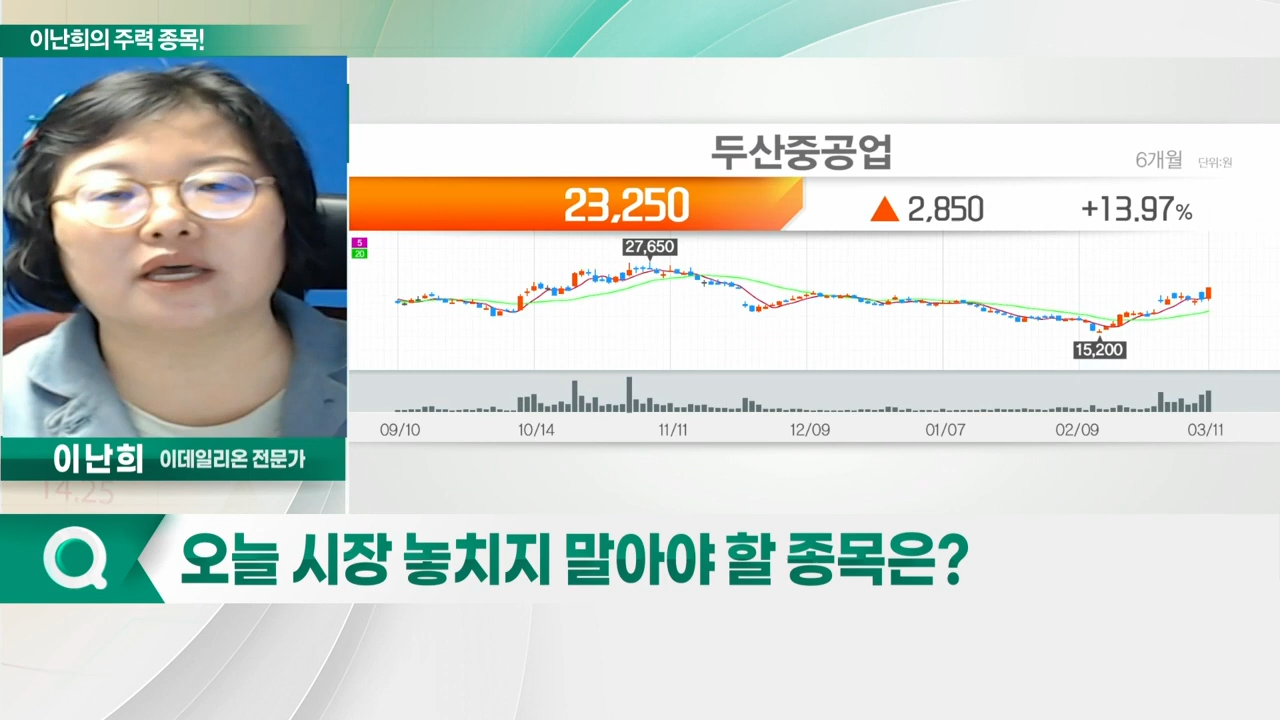 이난희의 주력 종목!
두산중공업
6개월 단위:원
23,250 ▲ 2,850 +13.97%
5
20
27,650
15,200
09/10 10/14 11/11 12/09 01/07 02/09 03/11
이난희 이데일리온 전문가
14.25
Q 오늘 시장 놓치지 말아야 할 종목은?